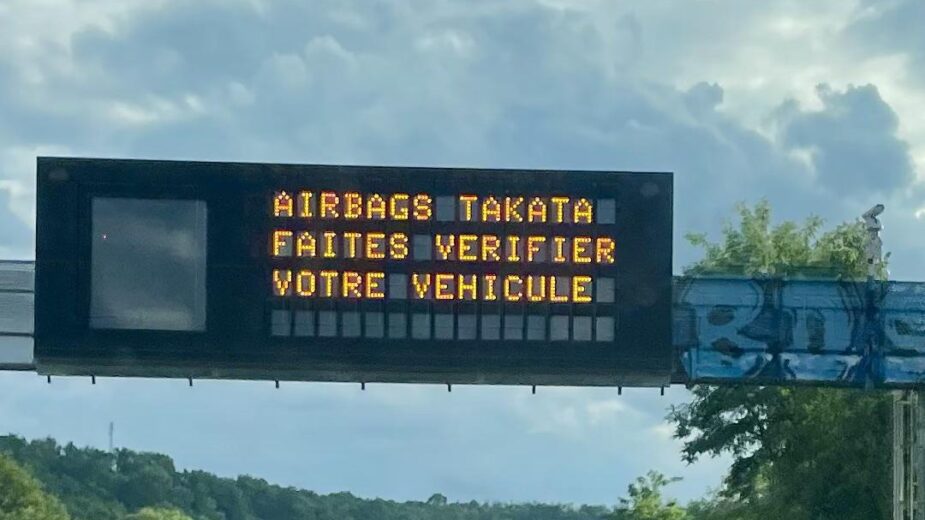 AIRBAGS TAKATA
FAITES VERIFIER
VOTRE VEHICULE